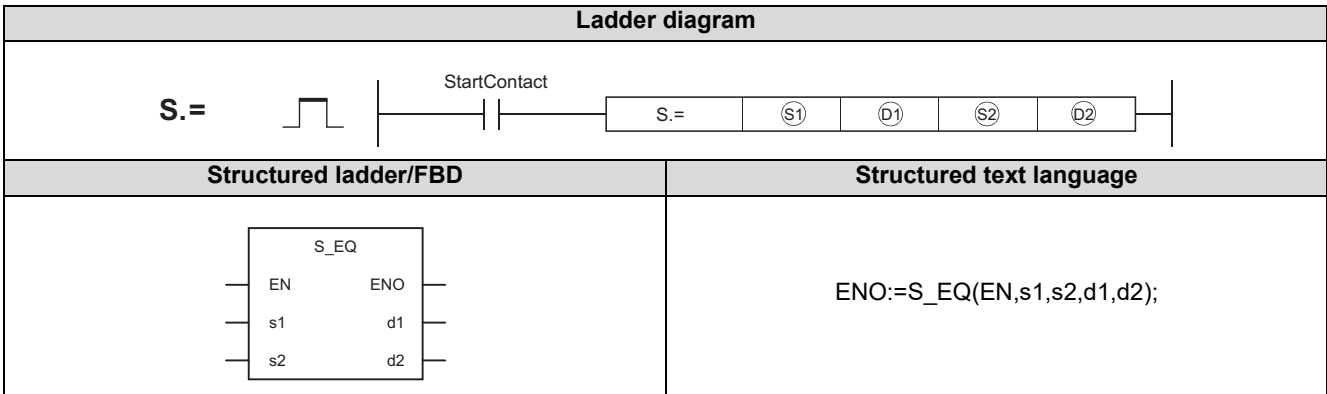 Ladder diagram
StartContact
S.=
S.= S1 D1 S2 D2
Structured ladder/FBD
Structured text language
S_EQ
EN ENO
s1 d1
s2 d2
ENO:=S_EQ(EN,s1,s2,d1,d2);